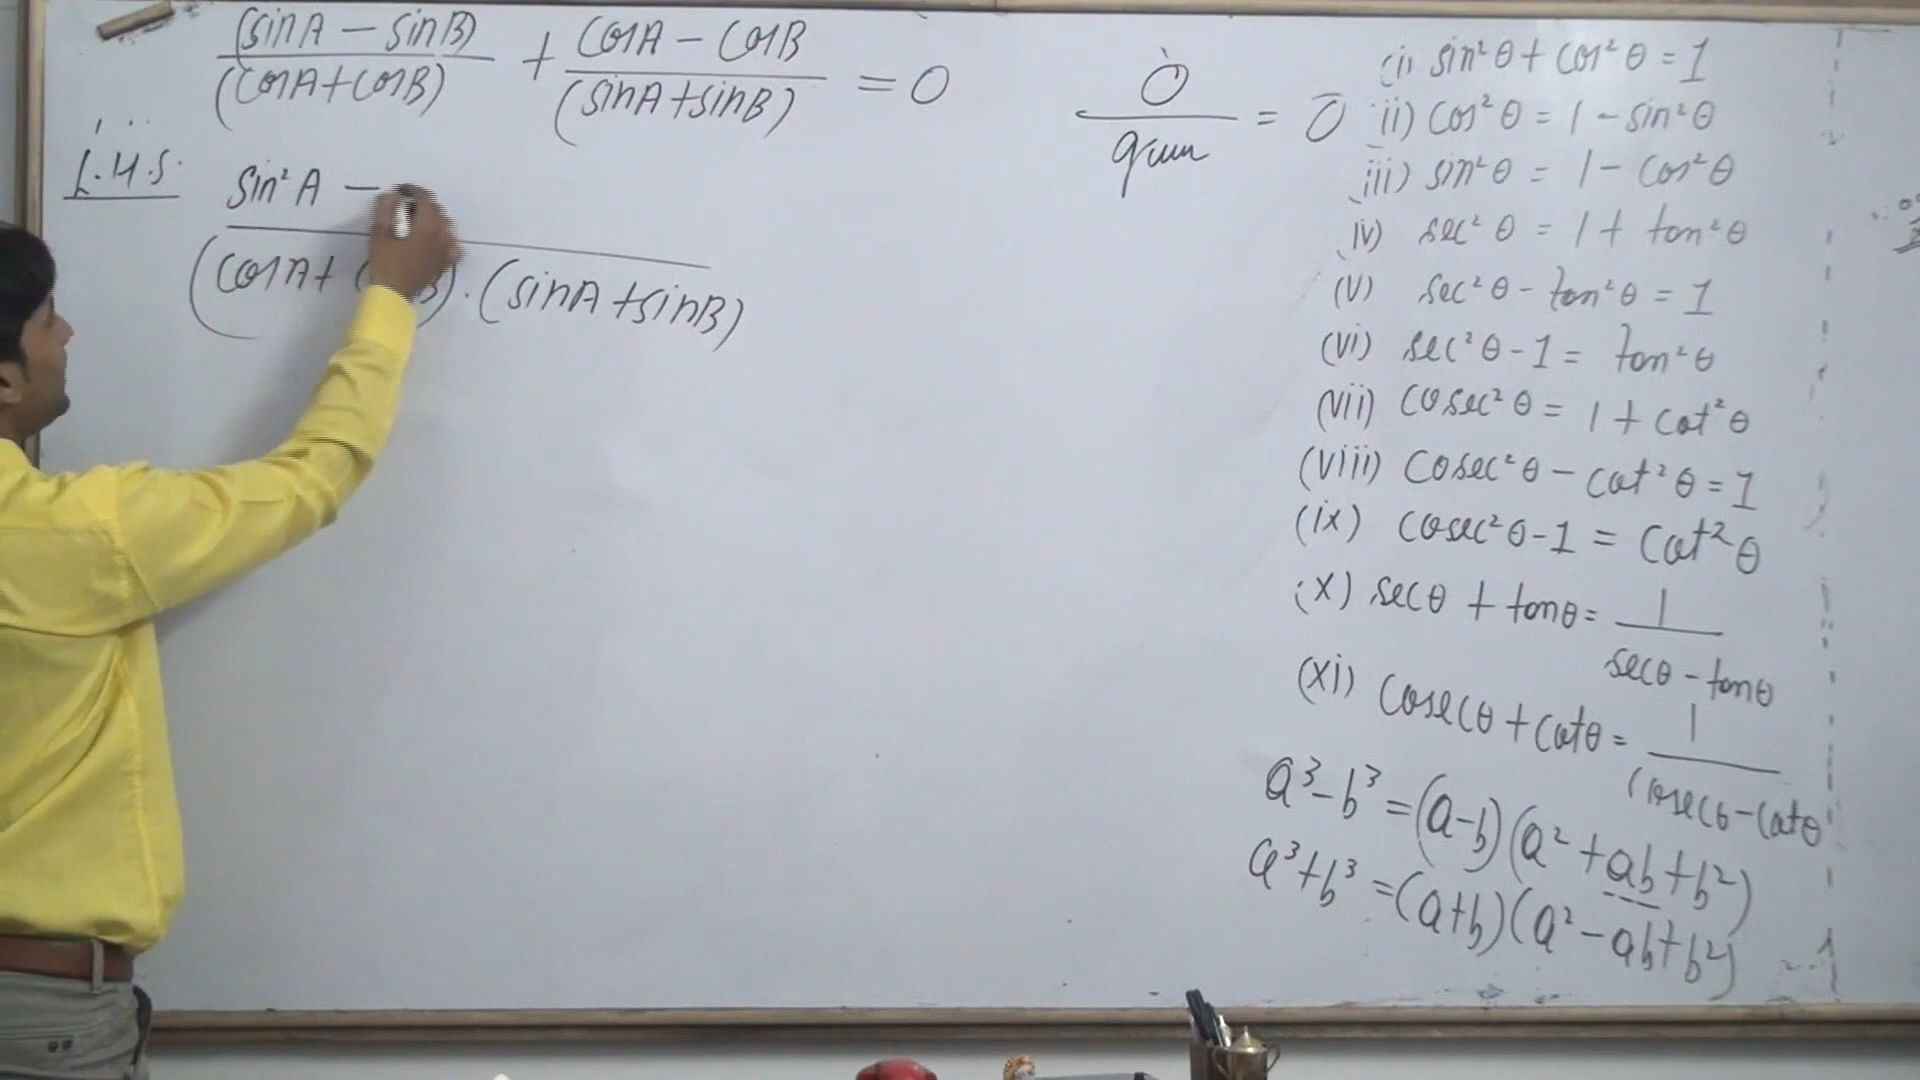 (sinA − sinB)/(cosA+cosB) + cosA − cosB/(sinA+sinB) = 0
L.H.S. sin²A −
(cosA+ B).(sinA+sinB)
0/ = 0
(i) sin²θ + cos²θ = 1
(ii) cos²θ = 1 − sin²θ
(iii) sin²θ = 1 − cos²θ
(iv) sec²θ = 1 + tan²θ
(v) sec²θ − tan²θ = 1
(vi) sec²θ − 1 = tan²θ
(vii) cosec²θ = 1 + cot²θ
(viii) cosec²θ − cot²θ = 1
(ix) cosec²θ − 1 = cot²θ
(x) secθ + tanθ = 1/secθ − tanθ
(xi) cosecθ + cotθ = 1/cosecθ − cotθ
a³ − b³ = (a−b)(a² + ab + b²)
a³ + b³ = (a+b)(a² − ab + b²)